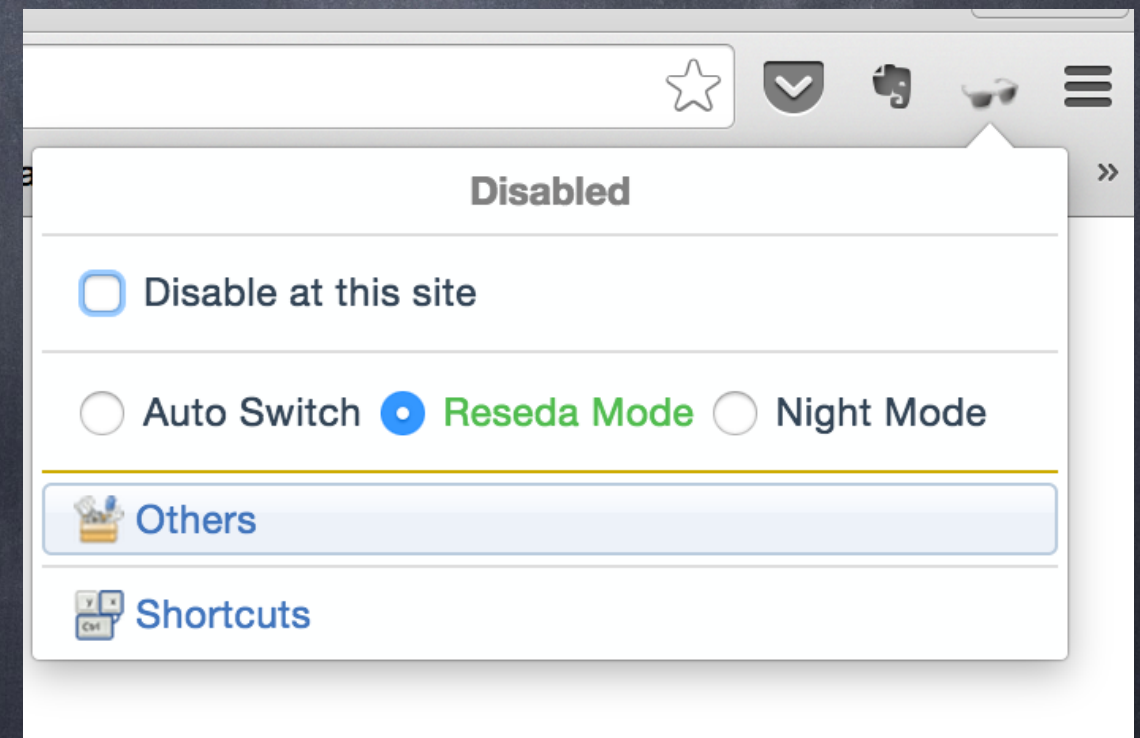 Disabled
Disable at this site
Auto Switch Reseda Mode Night Mode
Others
Shortcuts